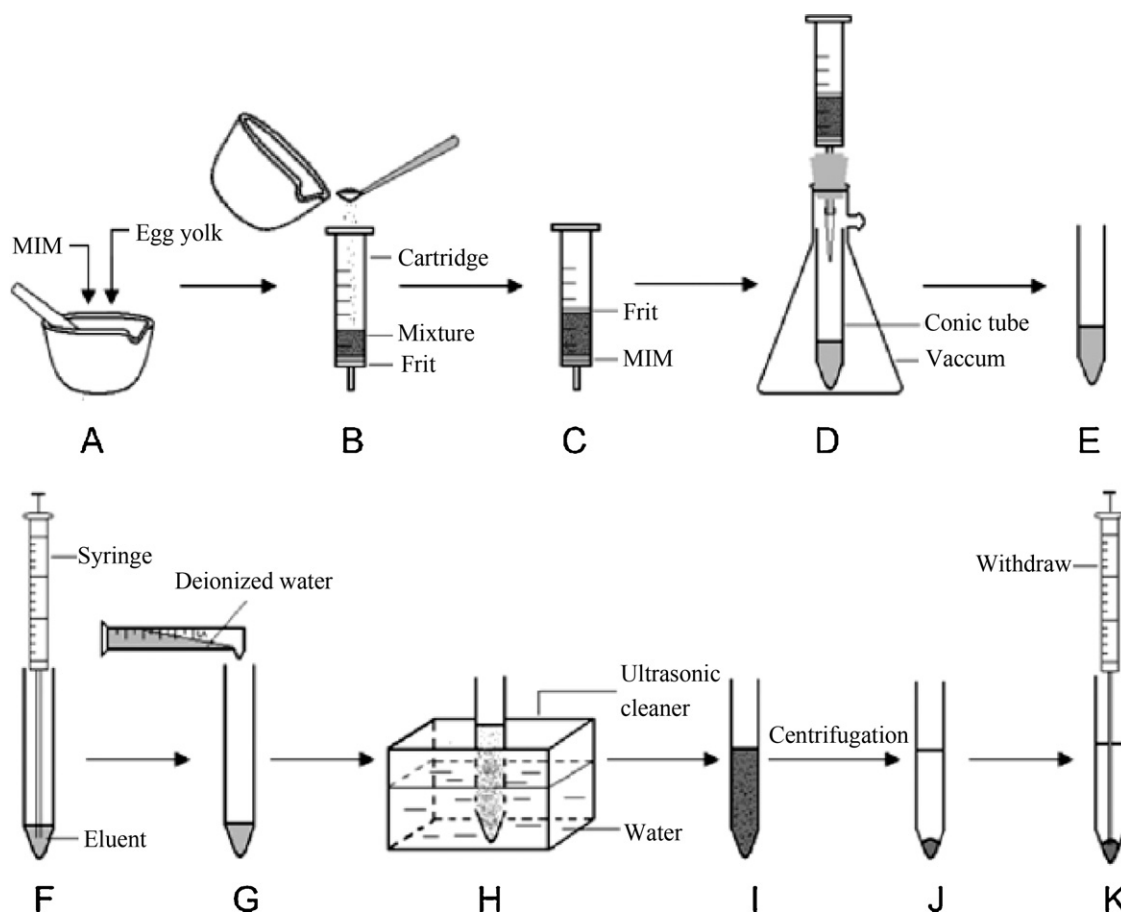 MIM
Egg yolk
Cartridge
Mixture
Frit
Frit
MIM
Conic tube
Vaccum
A
B
C
D
E
Syringe
Deionized water
Eluent
Ultrasonic
cleaner
Water
Centrifugation
Withdraw
F
G
H
I
J
K